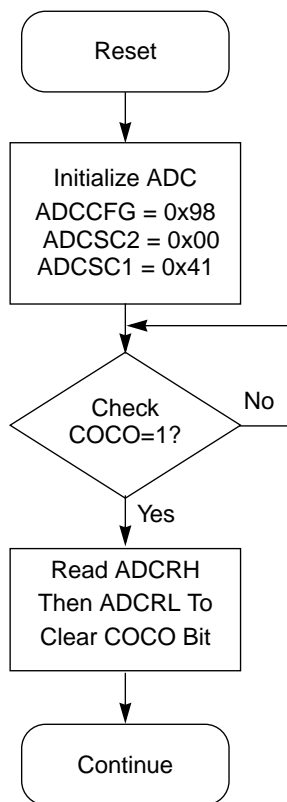 Reset
Initialize ADC
ADCCFG = 0x98
ADCSC2 = 0x00
ADCSC1 = 0x41
Check
COCO=1?
No
Yes
Read ADCRH
Then ADCRL To
Clear COCO Bit
Continue